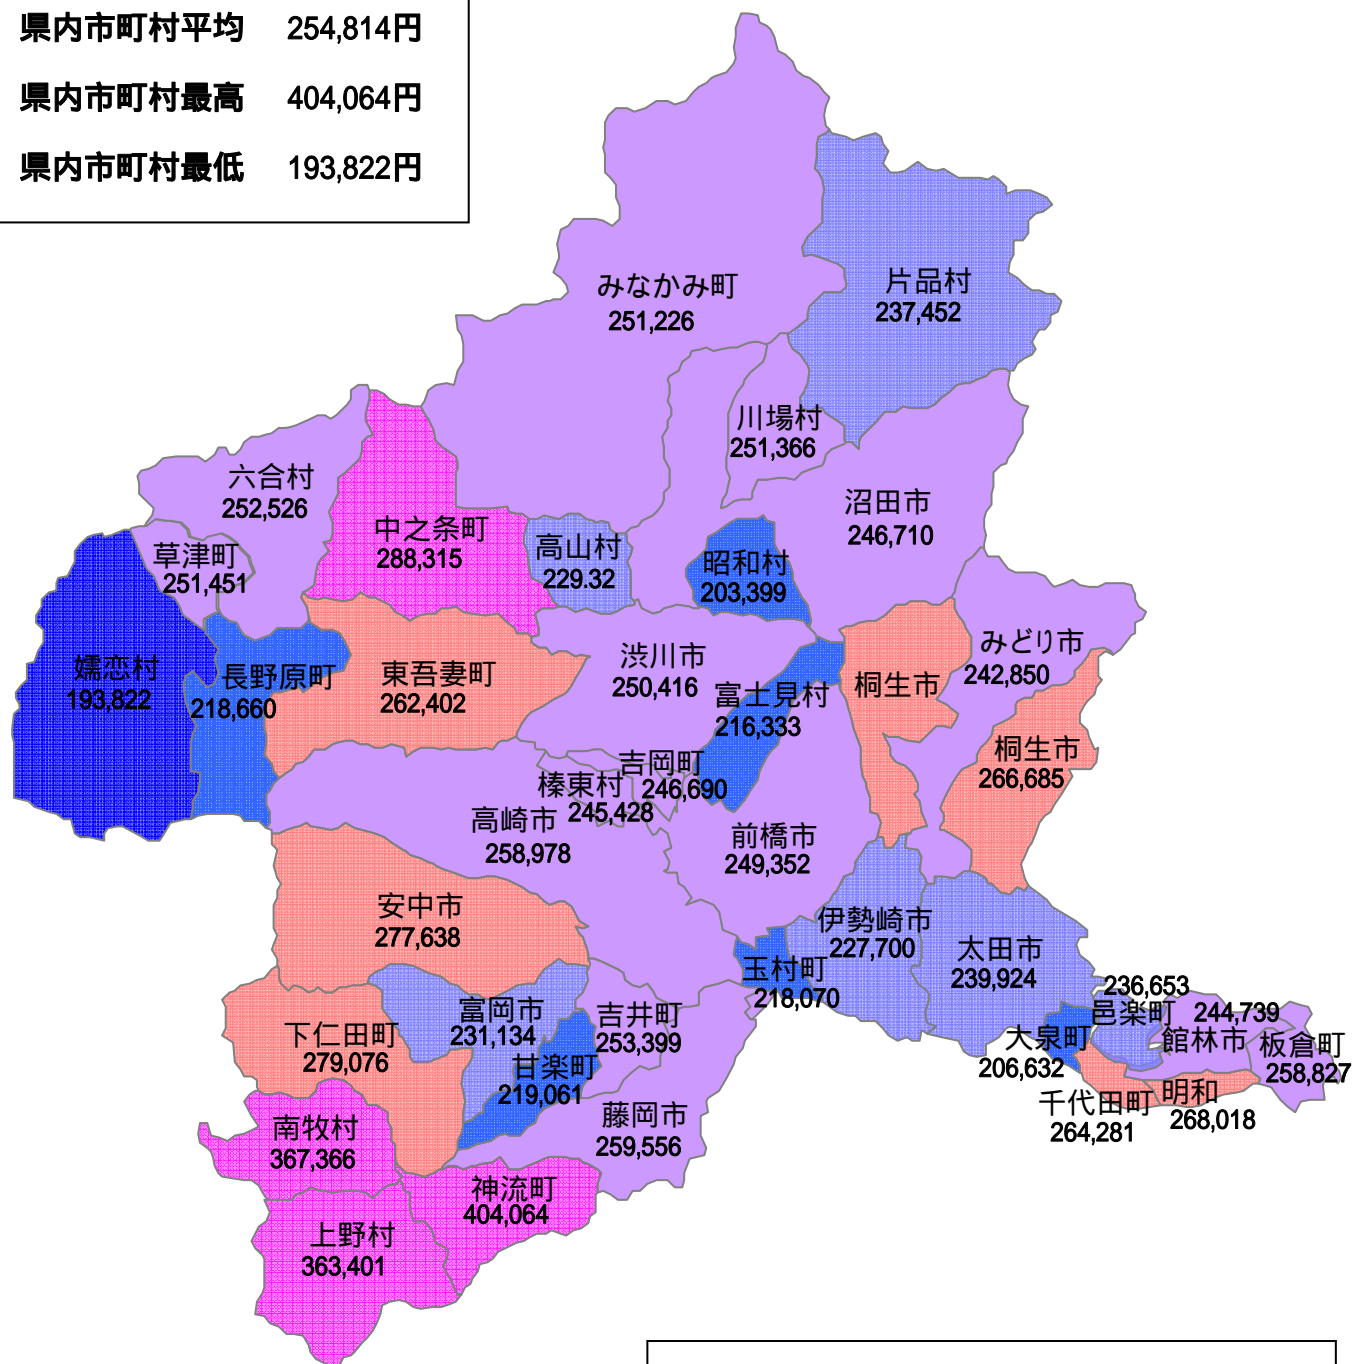 県内市町村平均 254,814円
県内市町村最高 404,064円
県内市町村最低 193,822円
みなかみ町
251,226
片品村
237,452
川場村
251,366
六合村
252,526
中之条町
288,315
高山村
229.32
沼田市
246,710
昭和村
203,399
草津町
251,451
嬬恋村
193,822
長野原町
218,660
東吾妻町
262,402
渋川市
250,416
富士見村
216,333
桐生市
みどり市
242,850
桐生市
266,685
吉岡町
246,690
榛東村
245,428
高崎市
258,978
前橋市
249,352
安中市
277,638
伊勢崎市
227,700
太田市
239,924
玉村町
218,070
236,653
邑楽町
244,739
館林市
大泉町
206,632
板倉町
258,827
千代田町
264,281
明和
268,018
富岡市
231,134
吉井町
253,399
下仁田町
279,076
甘楽町
219,061
藤岡市
259,556
南牧村
367,366
神流町
404,064
上野村
363,401